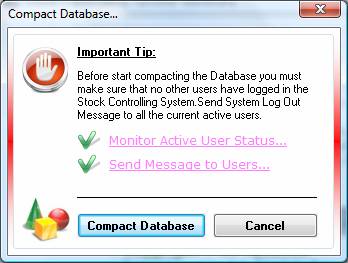 Compact Database...
Important Tip:
Before start compacting the Database you must
make sure that no other users have logged in the
Stock Controlling System.Send System Log Out
Message to all the current active users.
Monitor Active User Status...
Send Message to Users...
Compact Database
Cancel